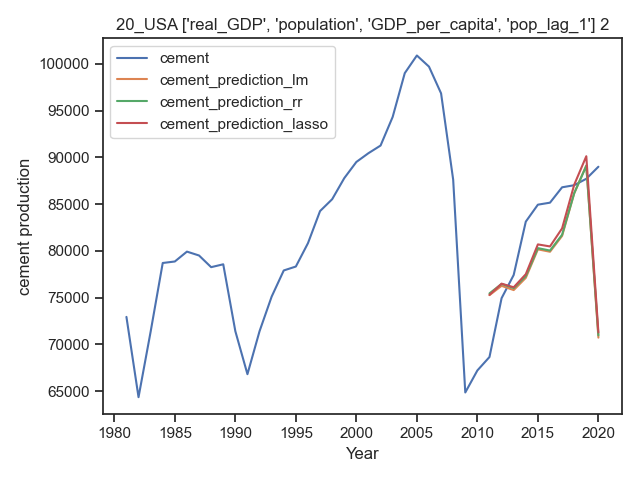 20_USA ['real_GDP', 'population', 'GDP_per_capita', 'pop_lag_1'] 2
cement
cement_prediction_lm
cement_prediction_rr
cement_prediction_lasso
cement production
100000
95000
90000
85000
80000
75000
70000
65000
1980 1985 1990 1995 2000 2005 2010 2015 2020
Year